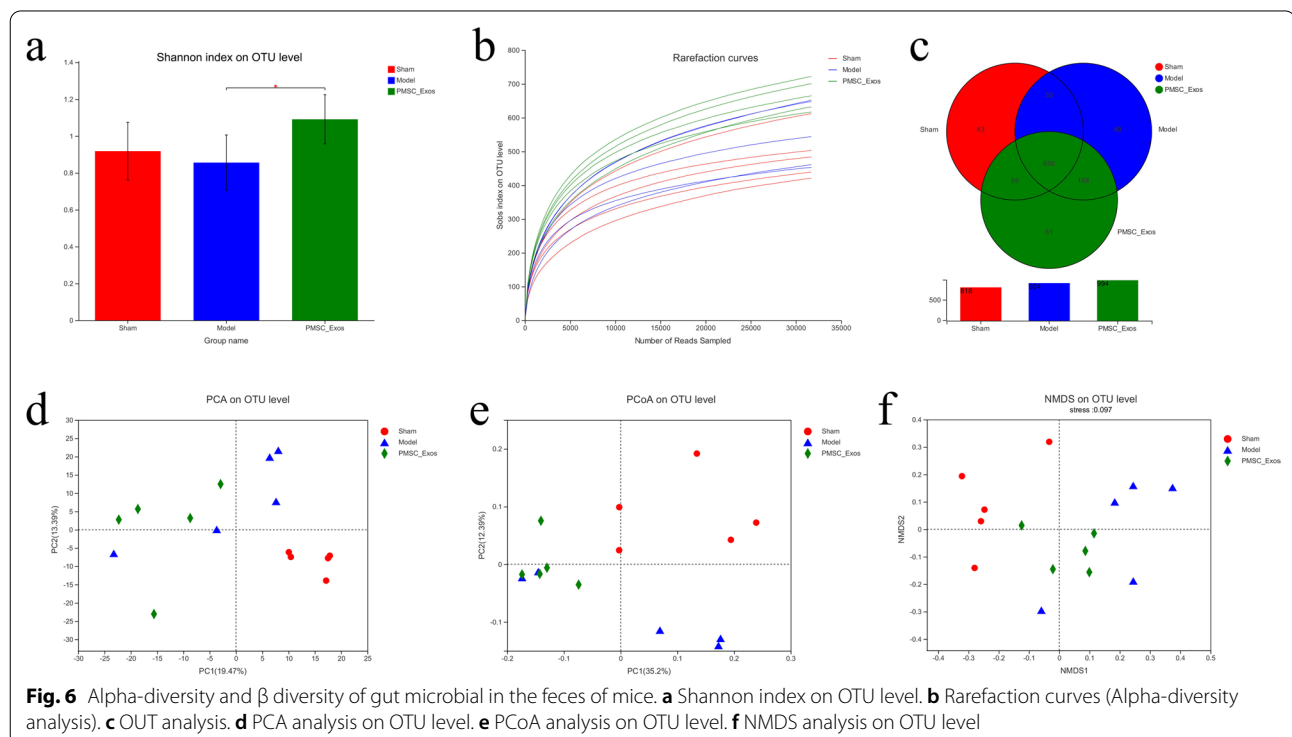 a
Shannon index on OTU level
Sham
Model
PMSC_Exos
*
1.4
1.2
1
0.8
0.6
0.4
0.2
0
Sham
Model
PMSC_Exos
Group name
b
Rarefaction curves
Sham
Model
PMSC_Exos
Sobs index on OTU level
800
700
600
500
400
300
200
100
0
0
5000
10000
15000
20000
25000
30000
35000
Number of Reads Sampled
c
Sham
Model
PMSC_Exos
Sham
Model
PMSC_Exos
43
61
500
0
818
994
Sham
Model
PMSC_Exos
d
PCA on OTU level
Sham
Model
PMSC_Exos
PC2(13.39%)
30
25
20
15
10
5
0
-5
-10
-15
-20
-25
-30
-35
-30
-25
-20
-15
-10
-5
0
5
10
15
20
25
PC1(19.47%)
e
PCoA on OTU level
Sham
Model
PMSC_Exos
PC2(12.39%)
0.2
0.1
0
-0.1
-0.2
-0.1
0
0.1
0.2
0.3
PC1(35.2%)
f
NMDS on OTU level
stress :0.097
Sham
Model
PMSC_Exos
NMDS2
0.4
0.3
0.2
0.1
0
-0.1
-0.2
-0.3
-0.4
-0.4
-0.3
-0.2
-0.1
0
0.1
0.2
0.3
0.4
0.5
NMDS1
Fig. 6 Alpha-diversity and β diversity of gut microbial in the feces of mice. a Shannon index on OTU level. b Rarefaction curves (Alpha-diversity
analysis). c OUT analysis. d PCA analysis on OTU level. e PCoA analysis on OTU level. f NMDS analysis on OTU level